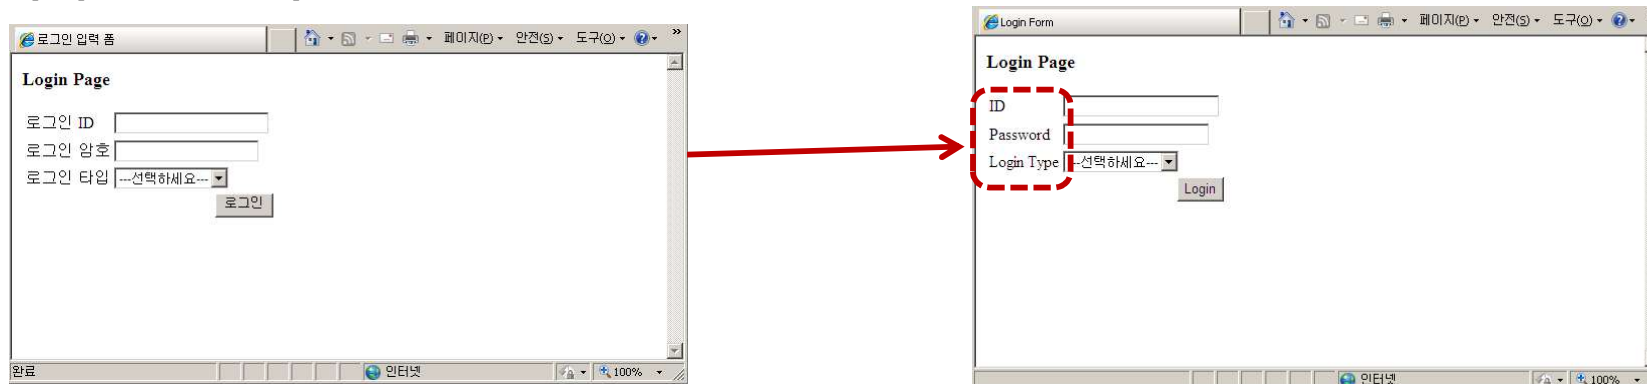 로그인 입력 폼
페이지(P) 안전(S) 도구(O) »
Login Page
로그인 ID
로그인 암호
로그인 타입 ---선택하세요---
로그인
완료 인터넷 100%
Login Form
페이지(P) 안전(S) 도구(O)
Login Page
ID
Password
Login Type --선택하세요---
Login
인터넷 100%